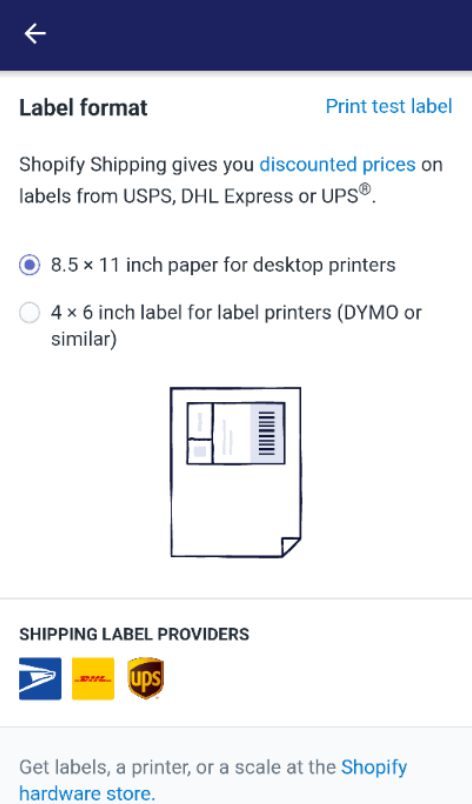 Label format
Print test label
Shopify Shipping gives you discounted prices on
labels from USPS, DHL Express or UPS®.
8.5 × 11 inch paper for desktop printers
4 × 6 inch label for label printers (DYMO or
similar)
SHIPPING LABEL PROVIDERS
DHL
ups
Get labels, a printer, or a scale at the Shopify
hardware store.